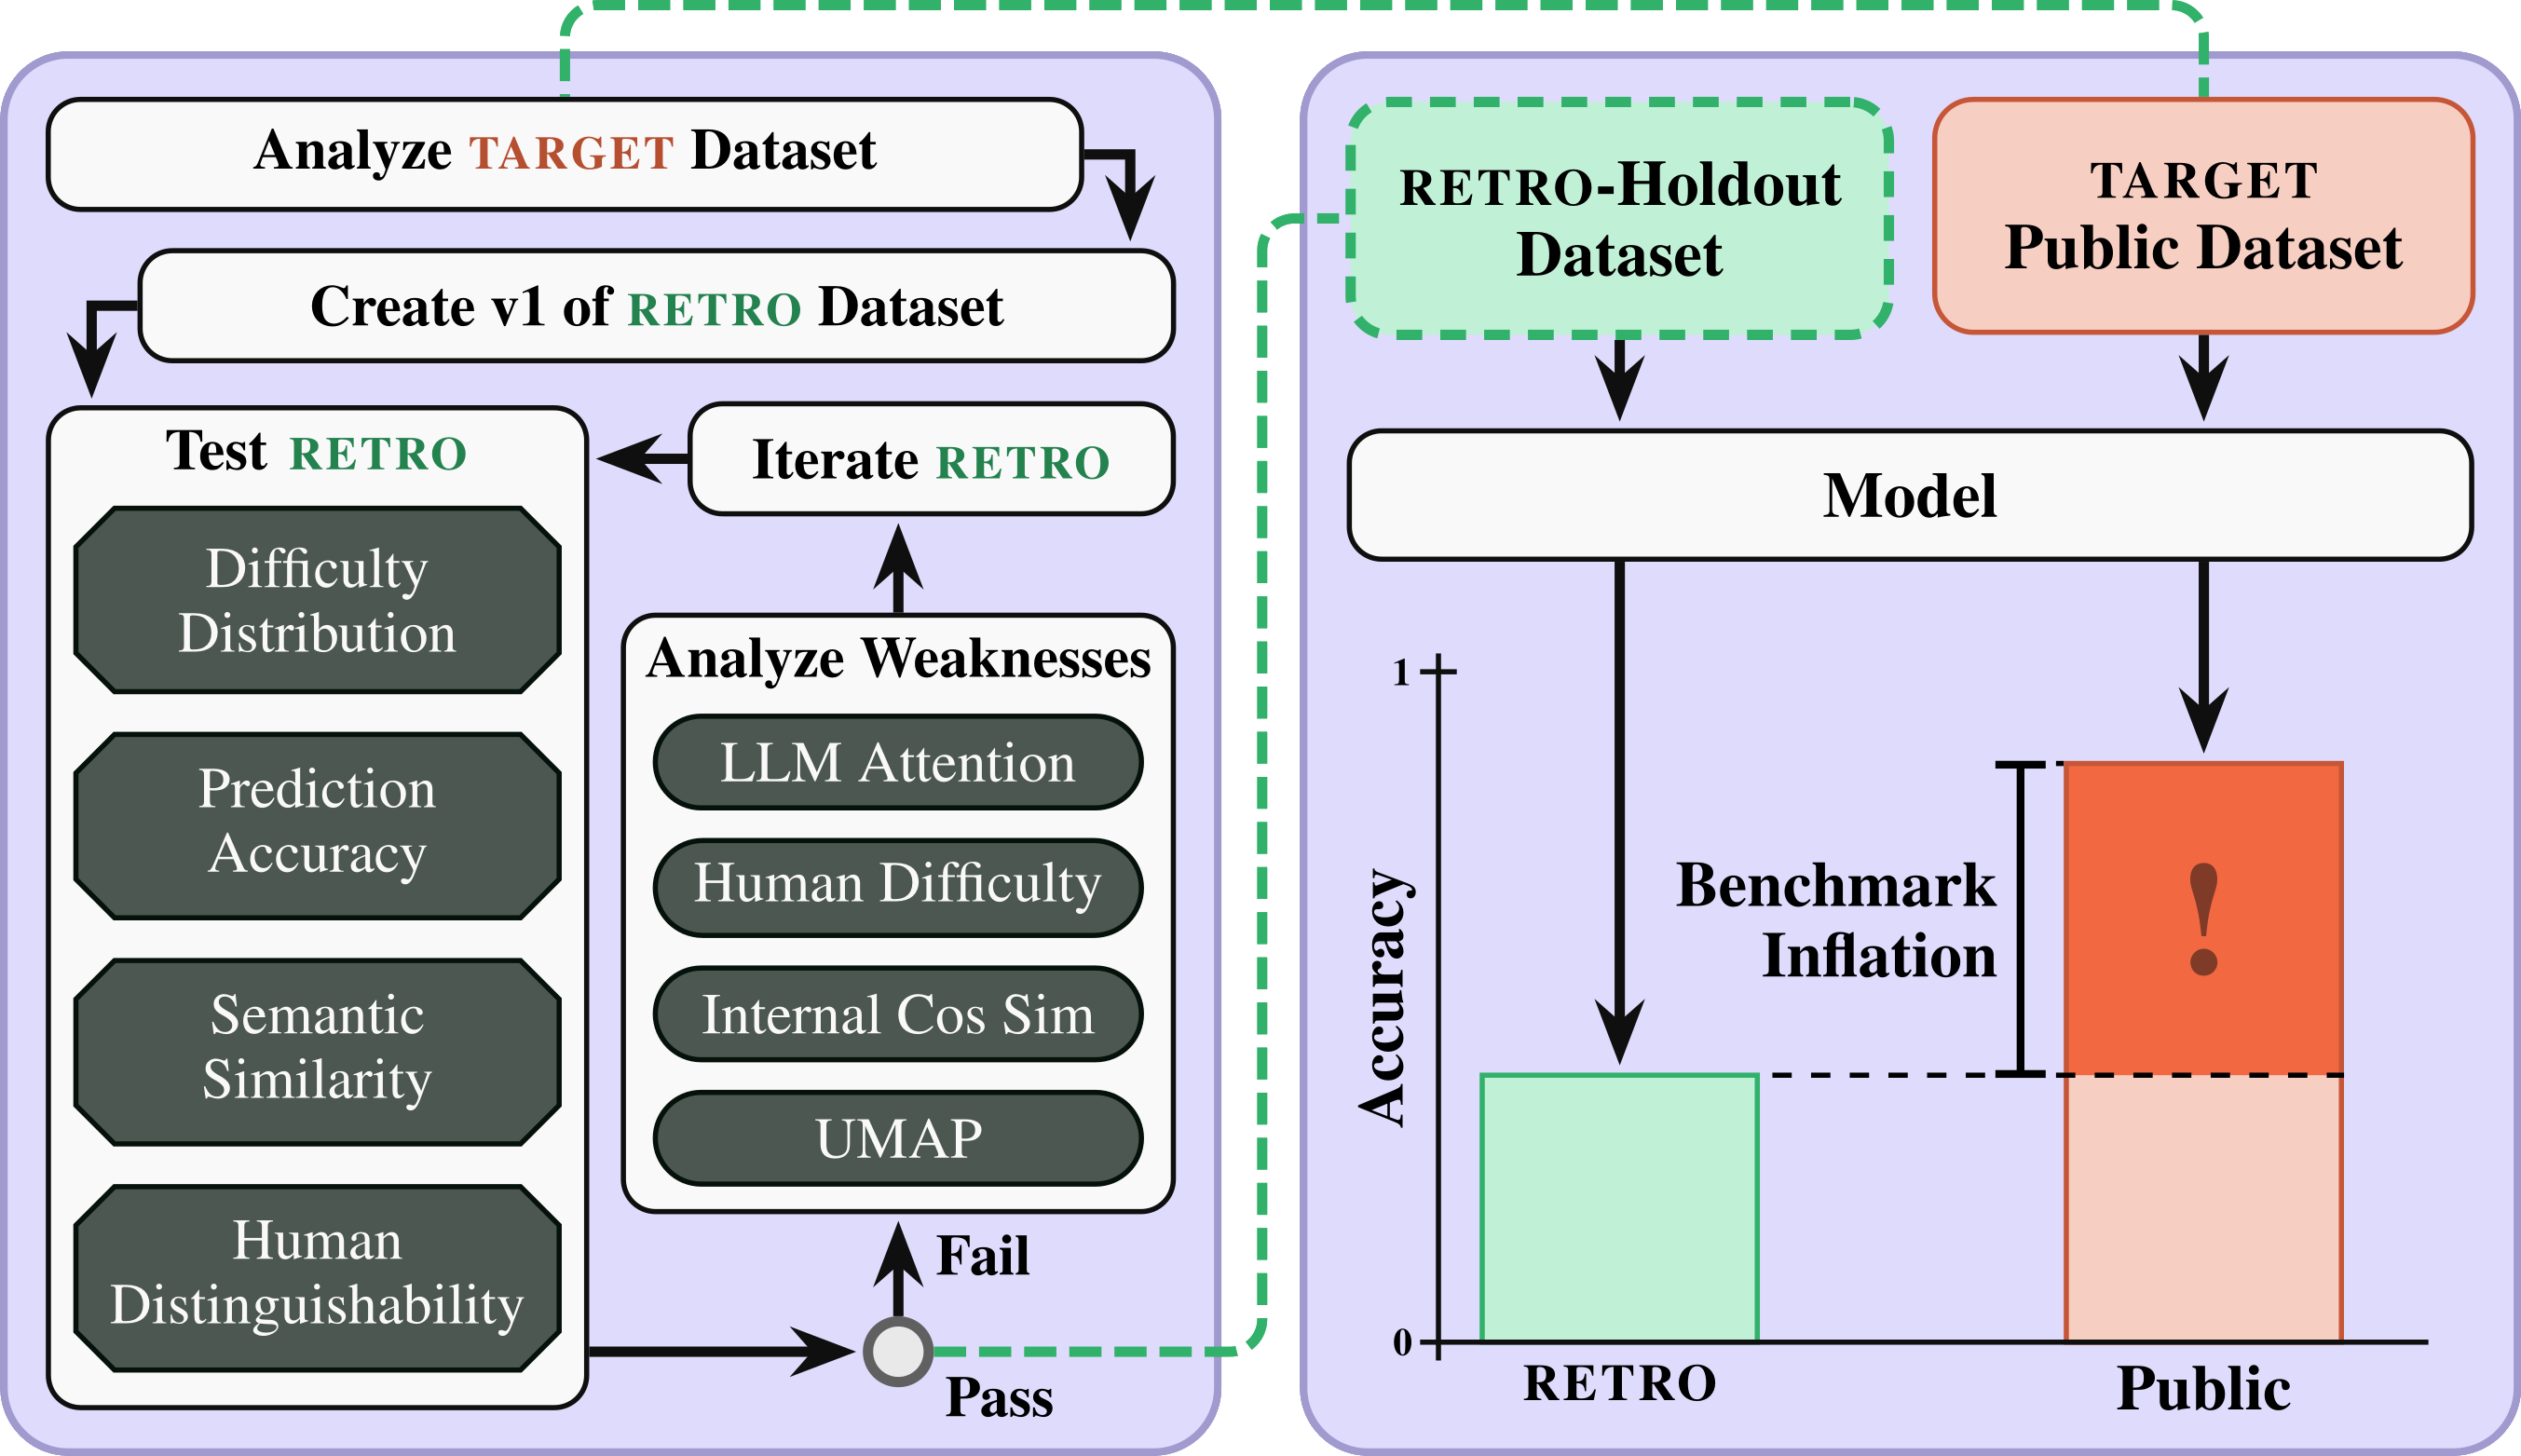 Analyze TARGET Dataset
Create v1 of RETRO Dataset
Test RETRO
Difficulty
Distribution
Prediction
Accuracy
Semantic
Similarity
Human
Distinguishability
Iterate RETRO
Analyze Weaknesses
LLM Attention
Human Difficulty
Internal Cos Sim
UMAP
Fail
Pass
RETRO-Holdout
Dataset
TARGET
Public Dataset
Model
1
Accuracy
Benchmark
Inflation
!
0
RETRO
Public